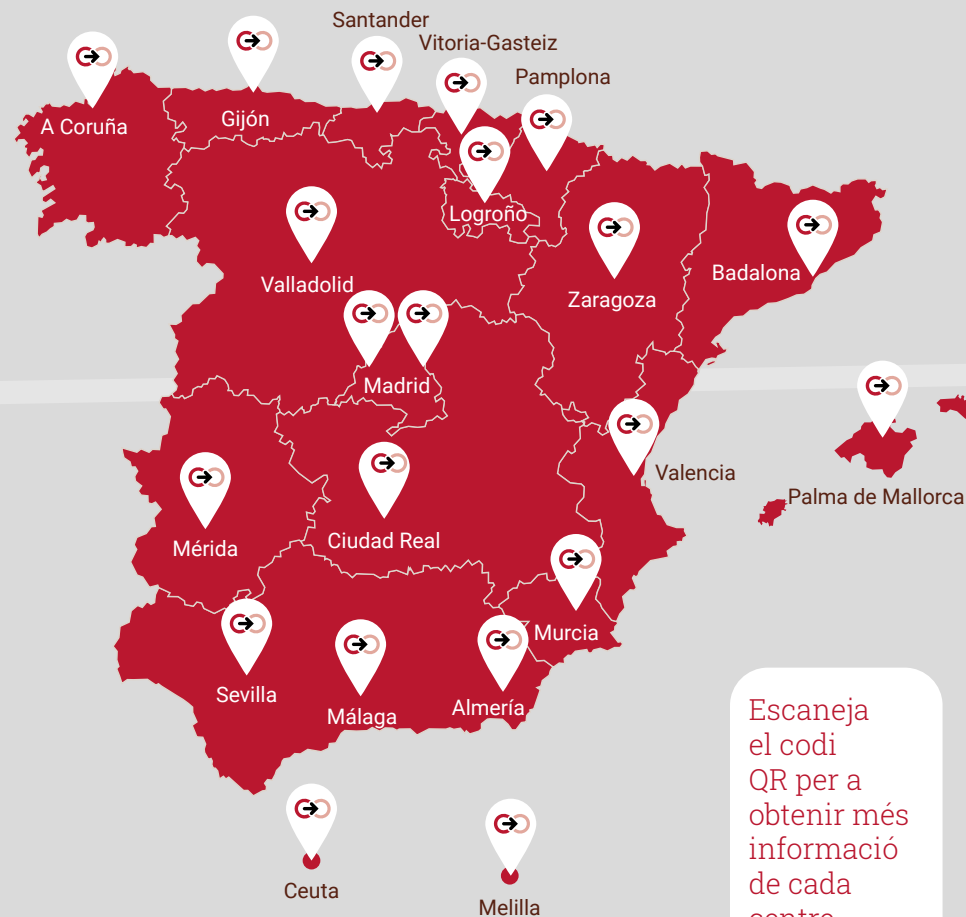 Santander
Vitoria-Gasteiz
Pamplona
A Coruña
Gijón
Logroño
Valladolid
Zaragoza
Badalona
Madrid
Valencia
Palma de Mallorca
Mérida
Ciudad Real
Murcia
Sevilla
Málaga
Almería
Ceuta
Melilla
Escaneja
el codi
QR per a
obtenir més
informació
de cada
centre